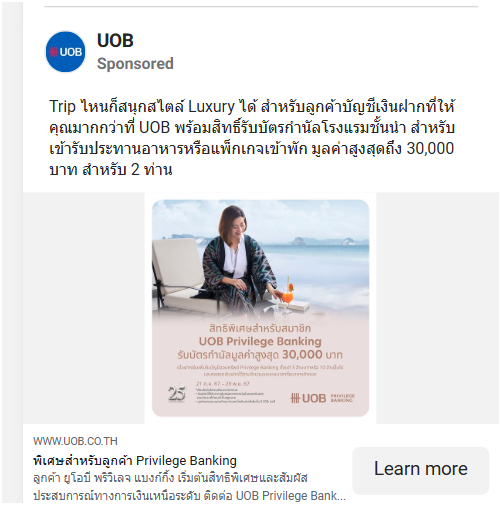 UOB
UOB
Sponsored
Trip ไหนก็สนุกสไตล์ Luxury ได้ สำหรับลูกค้าบัญชีเงินฝากที่ให้
คุณมากกว่าที่ UOB พร้อมสิทธิ์รับบัตรกำนัลโรงแรมชั้นนำ สำหรับ
เข้ารับประทานอาหารหรือแพ็กเกจเข้าพัก มูลค่าสูงสุดถึง 30,000
บาท สำหรับ 2 ท่าน
สิทธิพิเศษสำหรับสมาชิก
UOB Privilege Banking
รับบัตรกำนัลมูลค่าสูงสุด 30,000 บาท
25
UOB
PRIVILEGE
BANKING
WWW.UOB.CO.TH
พิเศษสำหรับลูกค้า Privilege Banking
ลูกค้า ยูโอบี พริวิเลจ แบงก์กิ้ง เริ่มต้นสิทธิพิเศษและสัมผัส
ประสบการณ์ทางการเงินเหนือระดับ ติดต่อ UOB Privilege Bank...
Learn more